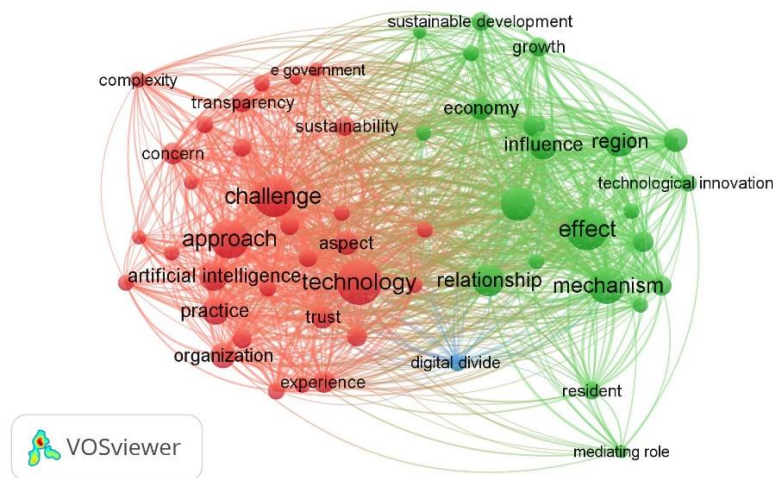 sustainable development
growth
complexity
e government
transparency
economy
sustainability
influence
region
concern
technological innovation
challenge
approach
aspect
effect
artificial intelligence
technology
relationship
mechanism
practice
trust
organization
digital divide
experience
resident
mediating role
VOSviewer